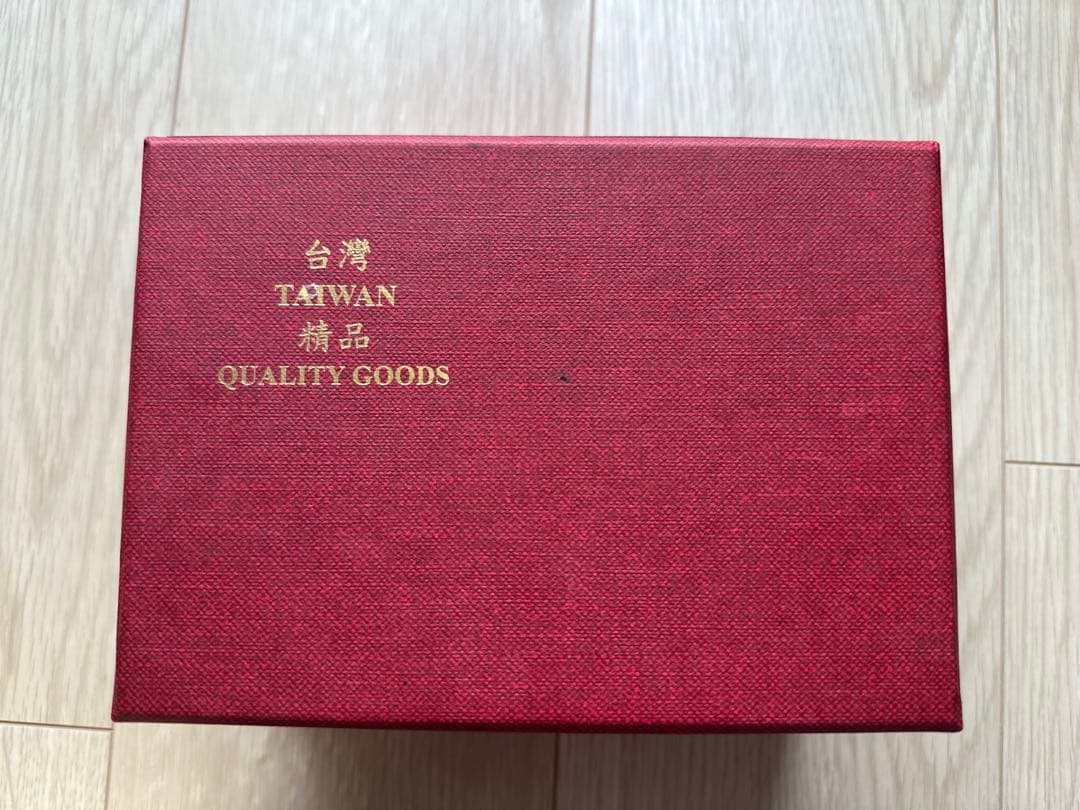 台灣
TAIWAN
精品
QUALITY GOODS